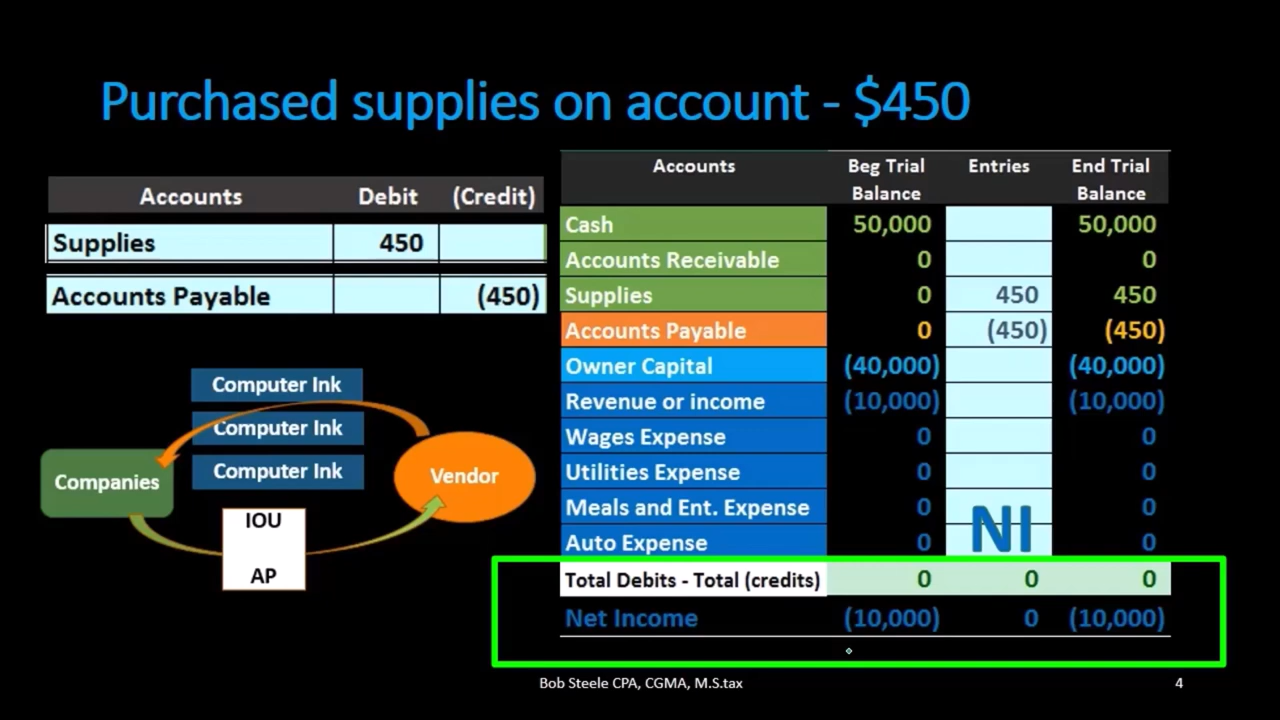 Purchased supplies on account - $450
Accounts Debit (Credit)
Supplies 450
Accounts Payable (450)
Computer Ink
Computer Ink
Computer Ink
Companies
Vendor
IOU
AP
Accounts Beg Trial Balance Entries End Trial Balance
Cash 50,000 50,000
Accounts Receivable 0 0
Supplies 0 450 450
Accounts Payable 0 (450) (450)
Owner Capital (40,000) (40,000)
Revenue or income (10,000) (10,000)
Wages Expense 0 0
Utilities Expense 0 0
Meals and Ent. Expense 0 0
NI
Auto Expense 0 0
Total Debits - Total (credits) 0 0 0
Net Income (10,000) 0 (10,000)
Bob Steele CPA, CGMA, M.S.tax 4